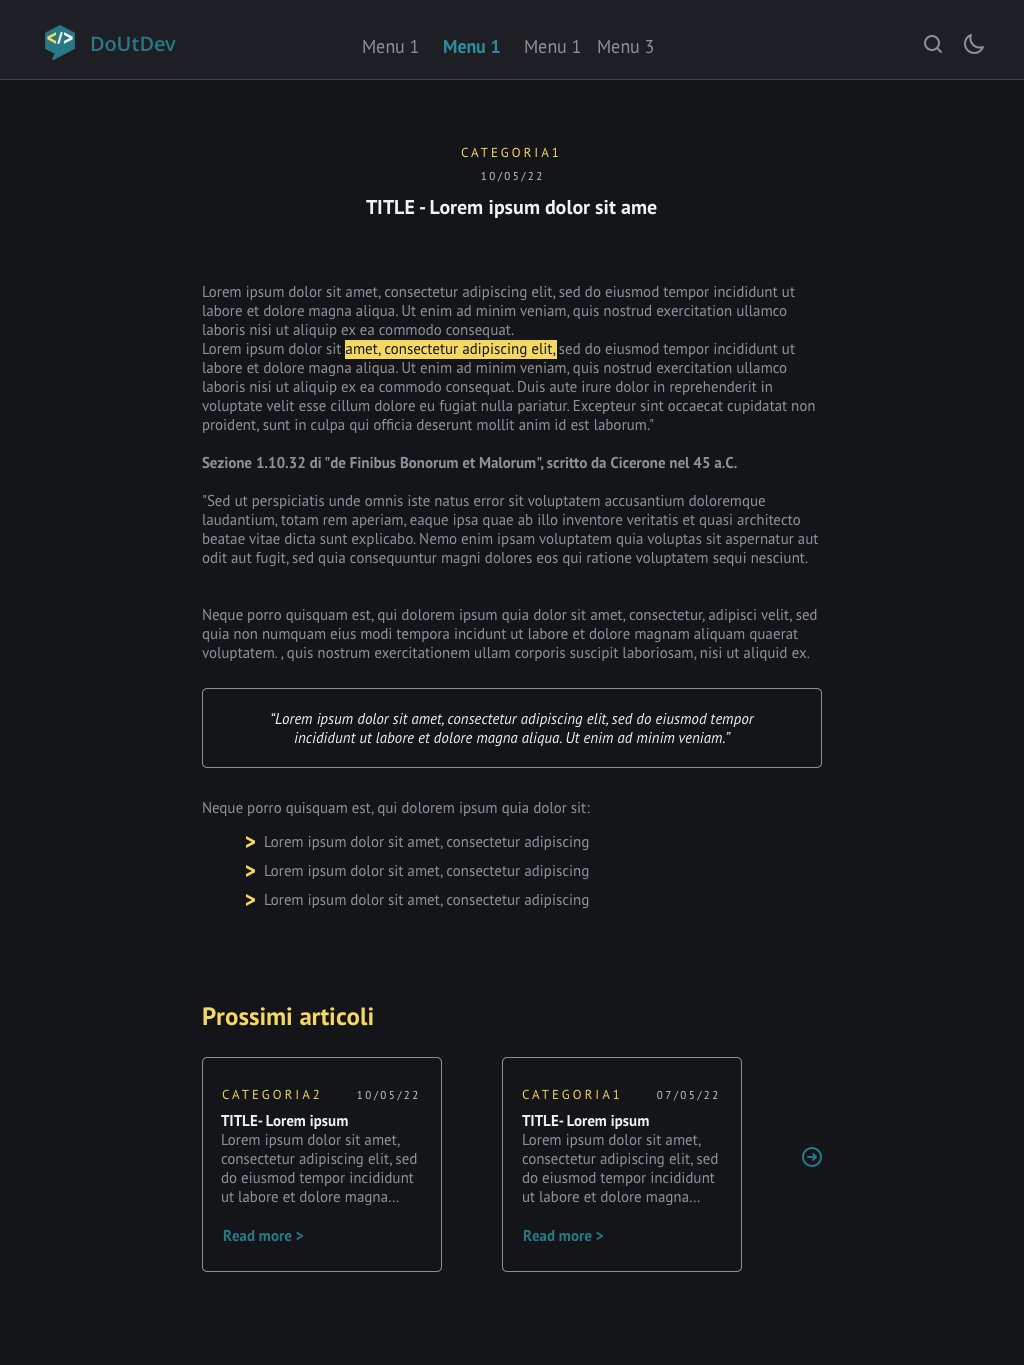 </> DoUtDev
Menu 1 Menu 1 Menu 1 Menu 3
CATEGORIA1
10/05/22
TITLE - Lorem ipsum dolor sit ame
Lorem ipsum dolor sit amet, consectetur adipiscing elit, sed do eiusmod tempor incididunt ut
labore et dolore magna aliqua. Ut enim ad minim veniam, quis nostrud exercitation ullamco
laboris nisi ut aliquip ex ea commodo consequat.
Lorem ipsum dolor sit amet, consectetur adipiscing elit, sed do eiusmod tempor incididunt ut
labore et dolore magna aliqua. Ut enim ad minim veniam, quis nostrud exercitation ullamco
laboris nisi ut aliquip ex ea commodo consequat. Duis aute irure dolor in reprehenderit in
voluptate velit esse cillum dolore eu fugiat nulla pariatur. Excepteur sint occaecat cupidatat non
proident, sunt in culpa qui officia deserunt mollit anim id est laborum."
Sezione 1.10.32 di "de Finibus Bonorum et Malorum", scritto da Cicerone nel 45 a.C.
"Sed ut perspiciatis unde omnis iste natus error sit voluptatem accusantium doloremque
laudantium, totam rem aperiam, eaque ipsa quae ab illo inventore veritatis et quasi architecto
beatae vitae dicta sunt explicabo. Nemo enim ipsam voluptatem quia voluptas sit aspernatur aut
odit aut fugit, sed quia consequuntur magni dolores eos qui ratione voluptatem sequi nesciunt.
Neque porro quisquam est, qui dolorem ipsum quia dolor sit amet, consectetur, adipisci velit, sed
quia non numquam eius modi tempora incidunt ut labore et dolore magnam aliquam quaerat
voluptatem. , quis nostrum exercitationem ullam corporis suscipit laboriosam, nisi ut aliquid ex.
“Lorem ipsum dolor sit amet, consectetur adipiscing elit, sed do eiusmod tempor
incididunt ut labore et dolore magna aliqua. Ut enim ad minim veniam.”
Neque porro quisquam est, qui dolorem ipsum quia dolor sit:
> Lorem ipsum dolor sit amet, consectetur adipiscing
> Lorem ipsum dolor sit amet, consectetur adipiscing
> Lorem ipsum dolor sit amet, consectetur adipiscing
Prossimi articoli
CATEGORIA2 10/05/22
TITLE- Lorem ipsum
Lorem ipsum dolor sit amet,
consectetur adipiscing elit, sed
do eiusmod tempor incididunt
ut labore et dolore magna...
Read more >
CATEGORIA1 07/05/22
TITLE- Lorem ipsum
Lorem ipsum dolor sit amet,
consectetur adipiscing elit, sed
do eiusmod tempor incididunt
ut labore et dolore magna...
Read more >